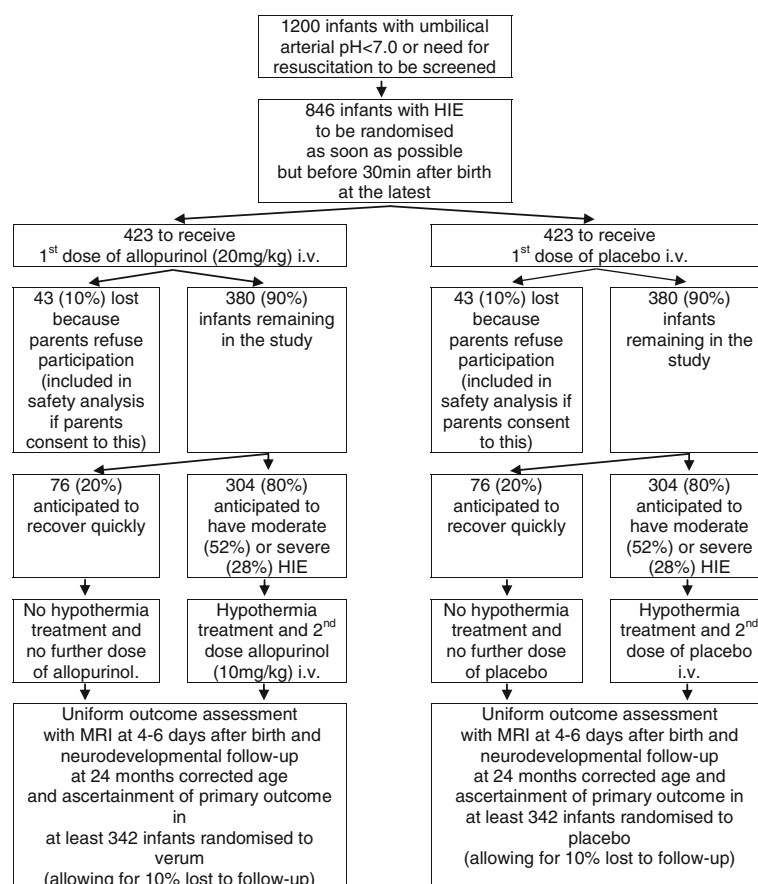 1200 infants with umbilical
arterial pH<7.0 or need for
resuscitation to be screened
846 infants with HIE
to be randomised
as soon as possible
but before 30min after birth
at the latest
423 to receive
1st dose of allopurinol (20mg/kg) i.v.
423 to receive
1st dose of placebo i.v.
43 (10%) lost
because
parents refuse
participation
(included in
safety analysis
if parents
consent to this)
380 (90%)
infants remaining
in the study
43 (10%) lost
because
parents refuse
participation
(included in
safety analysis if
parents consent
to this)
380 (90%)
infants
remaining in the
study
76 (20%)
anticipated to
recover quickly
304 (80%)
anticipated to
have moderate
(52%) or severe
(28%) HIE
76 (20%)
anticipated to
recover quickly
304 (80%)
anticipated to
have moderate
(52%) or severe
(28%) HIE
No hypothermia
treatment and
no further dose
of allopurinol.
Hypothermia
treatment and 2nd
dose allopurinol
(10mg/kg) i.v.
No hypothermia
treatment and
no further dose
of placebo
Hypothermia
treatment and 2nd
dose of placebo
i.v.
Uniform outcome assessment
with MRI at 4-6 days after birth and
neurodevelopmental follow-up
at 24 months corrected age
and ascertainment of primary outcome
in
at least 342 infants randomised to
verum
(allowing for 10% lost to follow-up)
Uniform outcome assessment
with MRI at 4-6 days after birth and
neurodevelopmental follow-up
at 24 months corrected age and
ascertainment of primary outcome in
at least 342 infants randomised to
placebo
(allowing for 10% lost to follow-up)